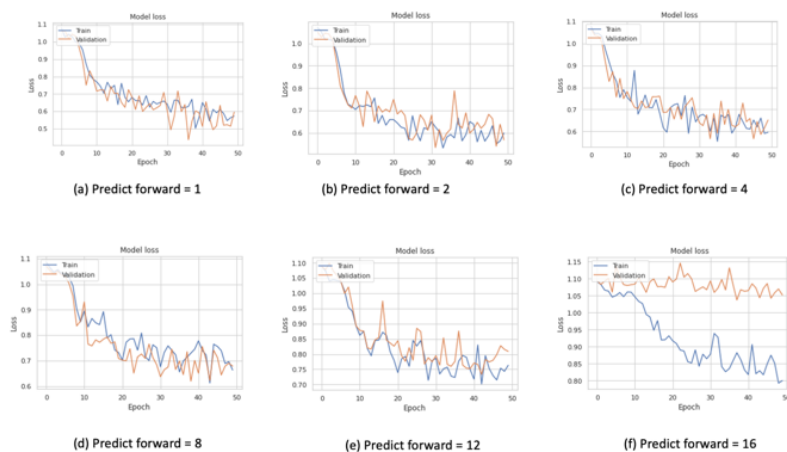 Model loss
Train
Validation
1.1
1.0
0.9
0.8
0.7
0.6
0.5
Loss
0 10 20 30 40 50
Epoch
(a) Predict forward = 1
Model loss
Train
Validation
1.0
0.9
0.8
0.7
0.6
Loss
0 10 20 30 40 50
Epoch
(b) Predict forward = 2
Model loss
Train
Validation
1.1
1.0
0.9
0.8
0.7
0.6
Loss
0 10 20 30 40 50
Epoch
(c) Predict forward = 4
Model loss
Train
Validation
1.1
1.0
0.9
0.8
0.7
0.6
Loss
0 10 20 30 40 50
Epoch
(d) Predict forward = 8
Model loss
Train
Validation
1.10
1.05
1.00
0.95
0.90
0.85
0.80
0.75
0.70
Loss
0 10 20 30 40 50
Epoch
(e) Predict forward = 12
Model loss
Train
Validation
1.15
1.10
1.05
1.00
0.95
0.90
0.85
0.80
Loss
0 10 20 30 40 50
Epoch
(f) Predict forward = 16